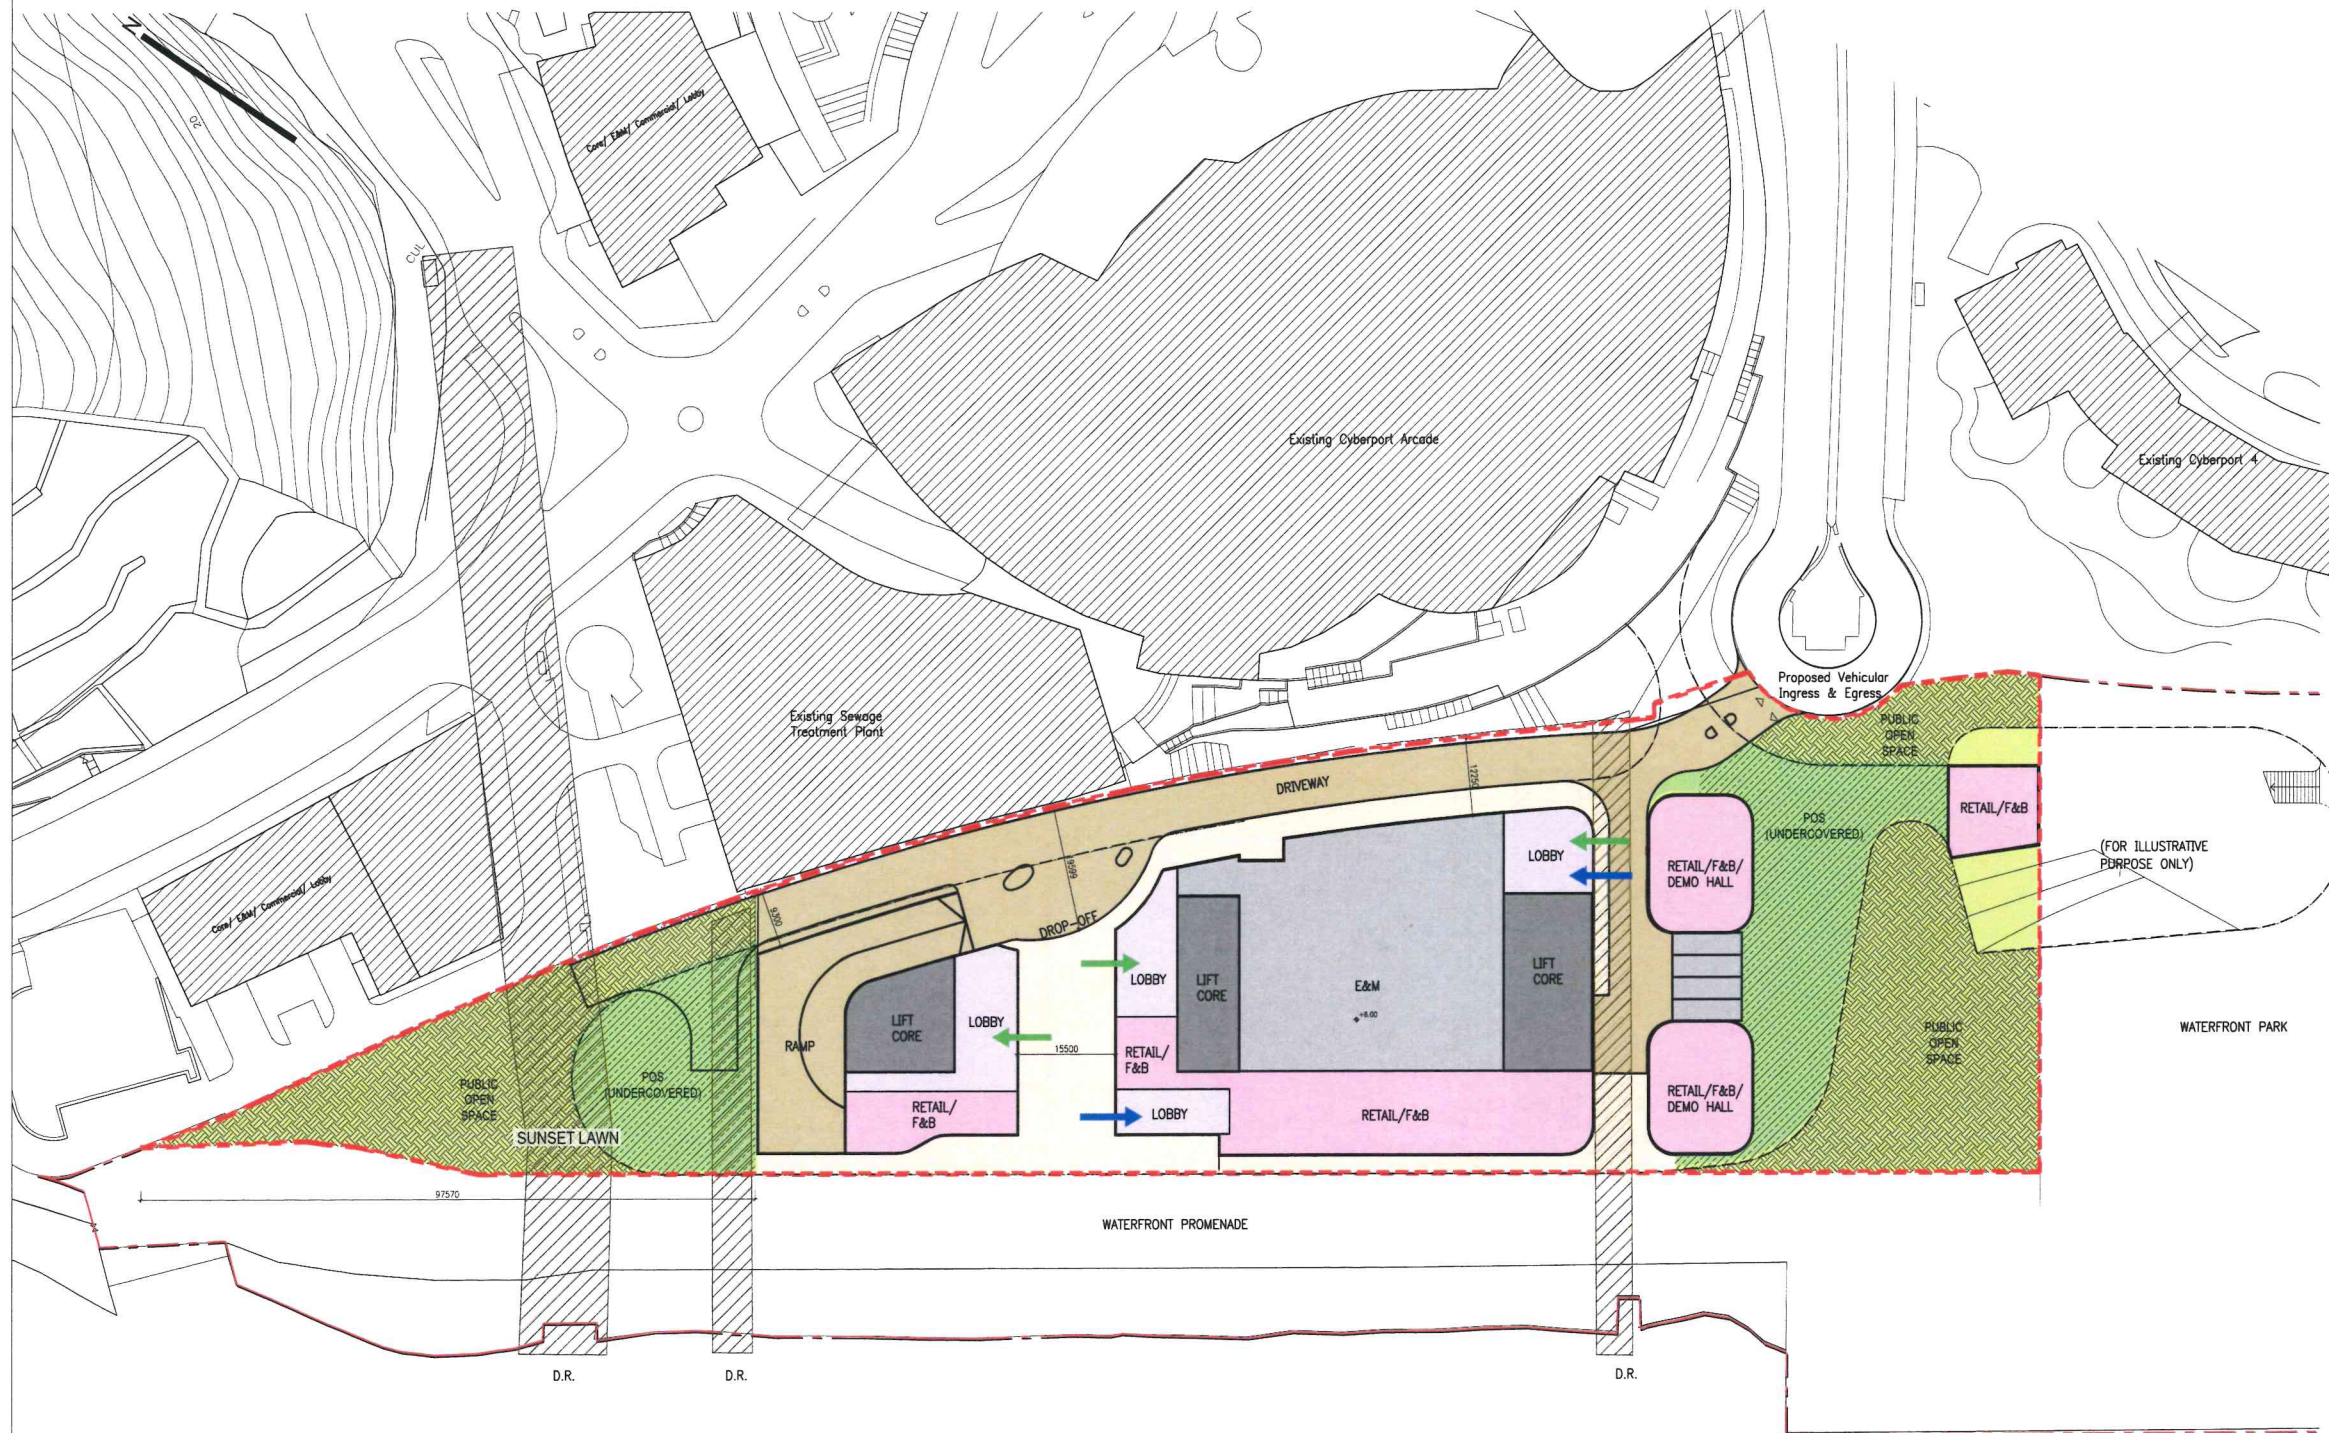 N
20
Core/ E&M/ Commercial/ Lobby
CUL
Existing Cyberport Arcade
Existing Cyberport 4
Existing Sewage
Treatment Plant
Proposed Vehicular
Ingress & Egress
PUBLIC
OPEN
SPACE
DRIVEWAY
12250
RETAIL/F&B
POS
(UNDERCOVERED)
(FOR ILLUSTRATIVE
PURPOSE ONLY)
LOBBY
RETAIL/F&B/
DEMO HALL
Core/ E&M/ Commercial/ Lobby
9300
DROP-OFF
LOBBY
LIFT
CORE
E&M
+6.00
LIFT
CORE
LIFT
CORE
LOBBY
RAMP
15500
RETAIL/
F&B
PUBLIC
OPEN
SPACE
WATERFRONT PARK
PUBLIC
OPEN
SPACE
POS
(UNDERCOVERED)
RETAIL/
F&B
LOBBY
RETAIL/F&B
RETAIL/F&B/
DEMO HALL
SUNSET LAWN
97570
WATERFRONT PROMENADE
D.R.
D.R.
D.R.